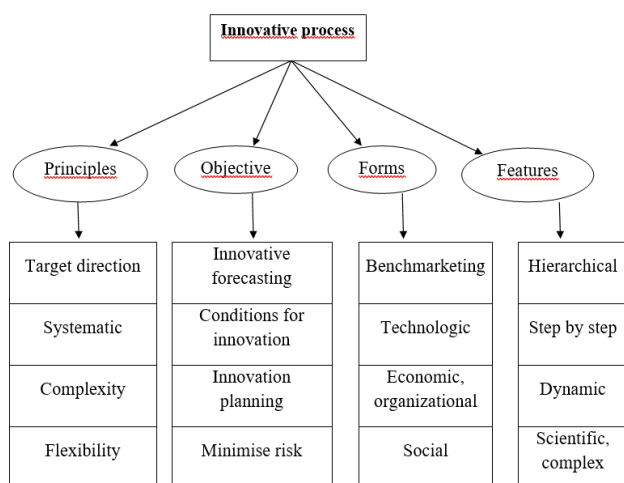 Innovative process
Principles
Objective
Forms
Features
Target direction
Systematic
Complexity
Flexibility
Innovative
forecasting
Conditions for
innovation
Innovation
planning
Minimise risk
Benchmarketing
Technologic
Economic,
organizational
Social
Hierarchical
Step by step
Dynamic
Scientific,
complex